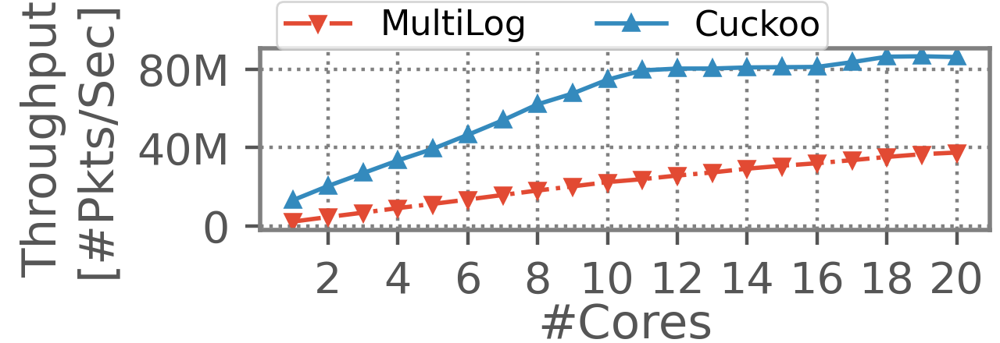 MultiLog
Cuckoo
Throughput
[#Pkts/Sec]
80M
40M
0
2 4 6 8 10 12 14 16 18 20
#Cores